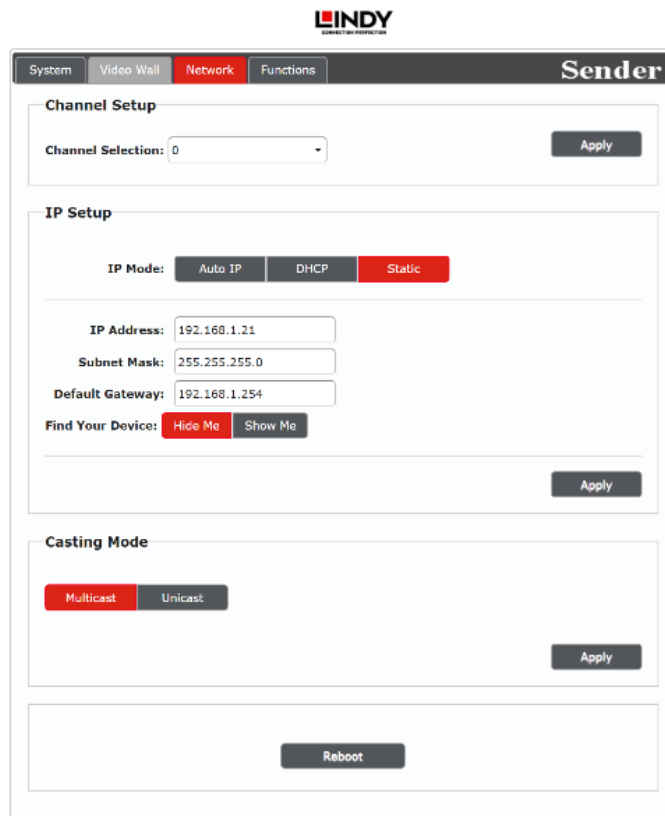 LINDY
CONNECTION PERFECTION
System Video Wall Network Functions Sender
Channel Setup
Channel Selection: 0 Apply
IP Setup
IP Mode: Auto IP DHCP Static
IP Address: 192.168.1.21
Subnet Mask: 255.255.255.0
Default Gateway: 192.168.1.254
Find Your Device: Hide Me Show Me
Apply
Casting Mode
Multicast Unicast
Apply
Reboot